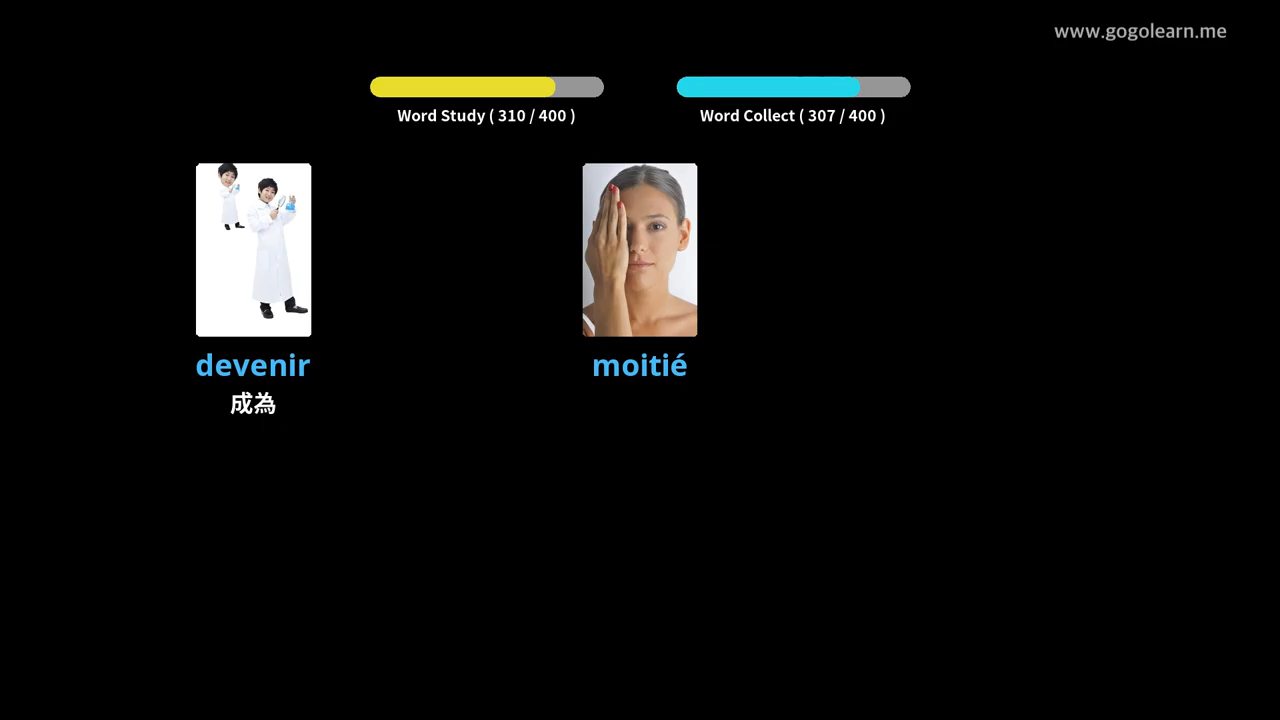 www.gogolearn.me
Word Study ( 310 / 400 )
Word Collect ( 307 / 400 )
devenir
成為
moitié